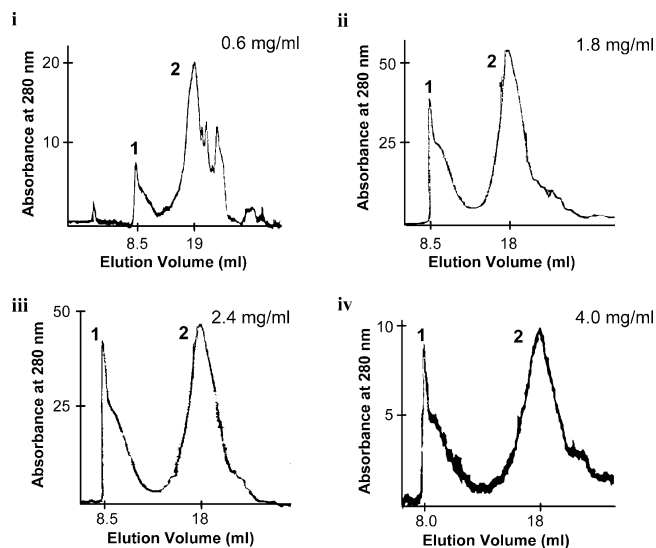 i
0.6 mg/ml
Absorbance at 280 nm
20
10
0
1
2
8.5
19
Elution Volume (ml)
ii
1.8 mg/ml
Absorbance at 280 nm
50
25
1
2
8.5
18
Elution Volume (ml)
iii
2.4 mg/ml
Absorbance at 280 nm
50
25
1
2
8.5
18
Elution Volume (ml)
iv
4.0 mg/ml
Absorbance at 280 nm
10
5
1
2
8.0
18
Elution Volume (ml)